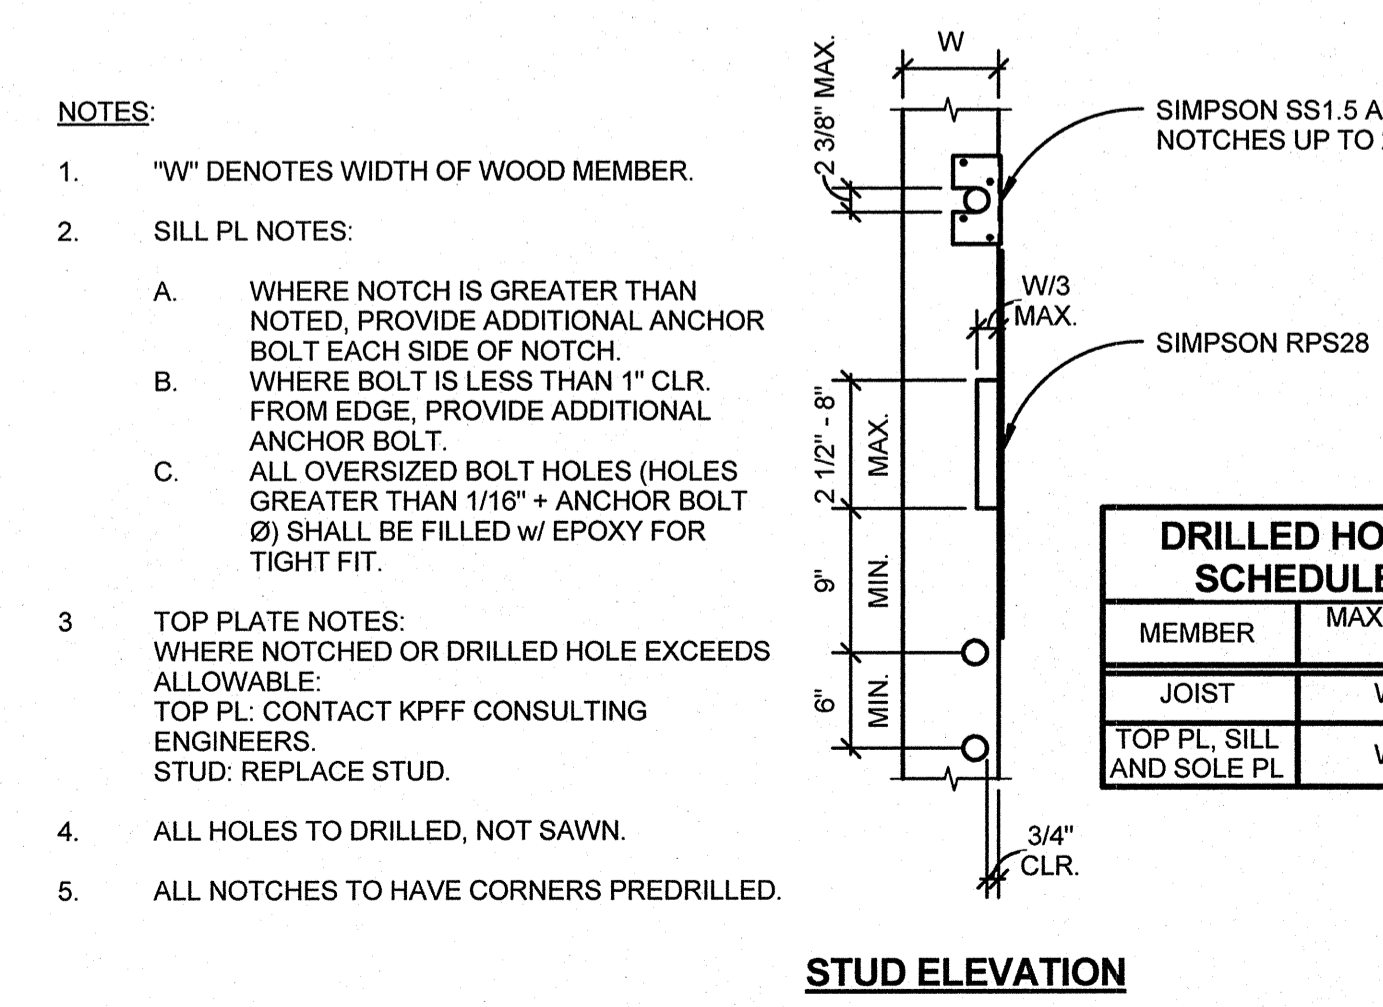 NOTES:
1. "W" DENOTES WIDTH OF WOOD MEMBER.
2. SILL PL NOTES:
A. WHERE NOTCH IS GREATER THAN
NOTED, PROVIDE ADDITIONAL ANCHOR
BOLT EACH SIDE OF NOTCH.
B. WHERE BOLT IS LESS THAN 1" CLR.
FROM EDGE, PROVIDE ADDITIONAL
ANCHOR BOLT.
C. ALL OVERSIZED BOLT HOLES (HOLES
GREATER THAN 1/16" + ANCHOR BOLT
Ø) SHALL BE FILLED w/ EPOXY FOR
TIGHT FIT.
3 TOP PLATE NOTES:
WHERE NOTCHED OR DRILLED HOLE EXCEEDS
ALLOWABLE:
TOP PL: CONTACT KPFF CONSULTING
ENGINEERS.
STUD: REPLACE STUD.
4. ALL HOLES TO DRILLED, NOT SAWN.
5. ALL NOTCHES TO HAVE CORNERS PREDRILLED.
W
2 3/8" MAX.
SIMPSON SS1.5 A
NOTCHES UP TO
W/3
MAX.
SIMPSON RPS28
2 1/2" - 8"
MAX.
9"
MIN.
6"
MIN.
3/4"
CLR.
STUD ELEVATION
DRILLED HO
SCHEDULE
MEMBER
MAX
JOIST
TOP PL, SILL
AND SOLE PL